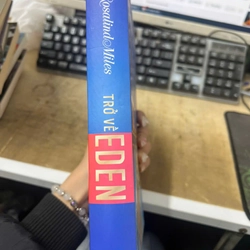 Rosalind Miles
TRỞ VỀ
EDEN